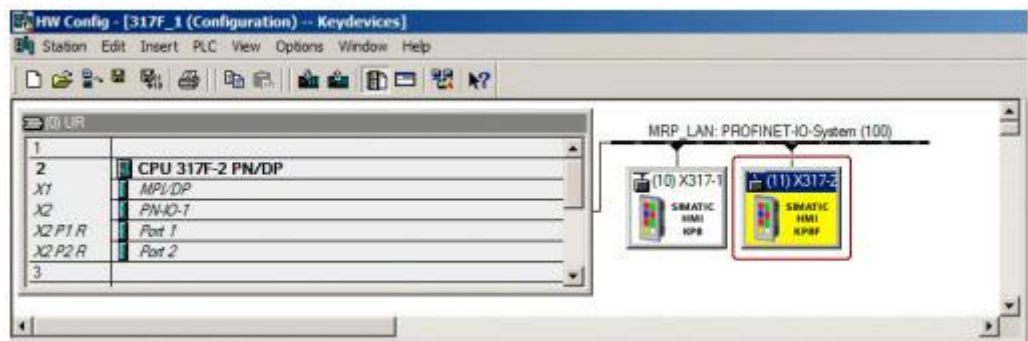 HW Config - [317F_1 (Configuration) -- Keydevices]
Station Edit Insert PLC View Options Window Help
(0) UR
1
2 CPU 317F-2 PN/DP
X1 MPI/DP
X2 PN-IO-1
X2 P1 R Port 1
X2 P2 R Port 2
3
MRP_LAN: PROFINET-IO-System (100)
(10) X317-1
SIMATIC
HMI
KP8
(11) X317-2
SIMATIC
HMI
KP8F